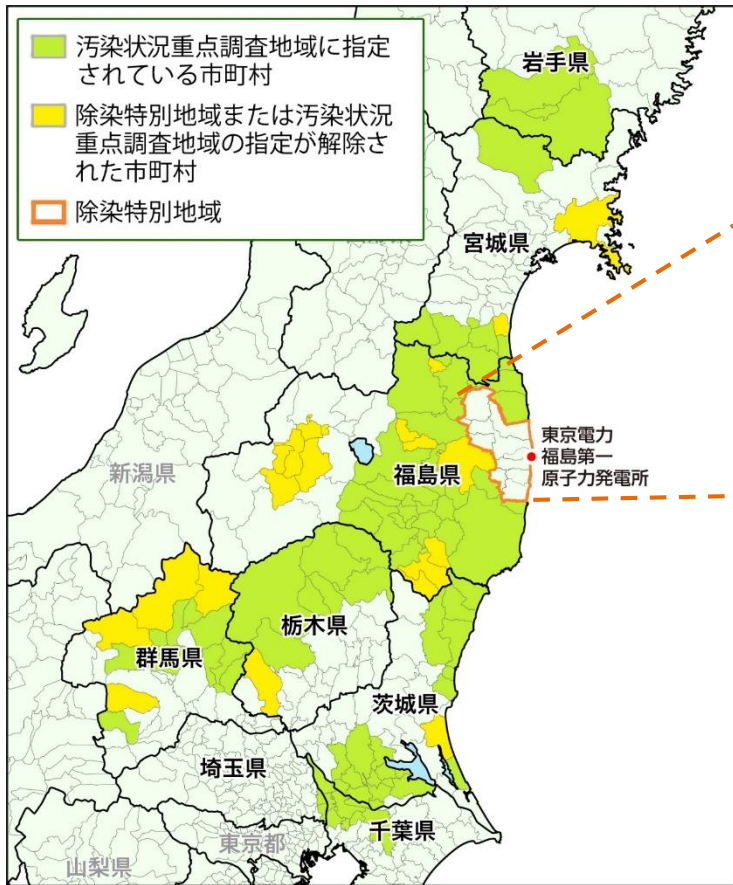 汚染状況重点調査地域に指定
されている市町村
除染特別地域または汚染状況
重点調査地域の指定が解除さ
れた市町村
除染特別地域
岩手県
宮城県
新潟県
福島県
東京電力
福島第一
原子力発電所
栃木県
群馬県
茨城県
埼玉県
千葉県
東京都
山梨県